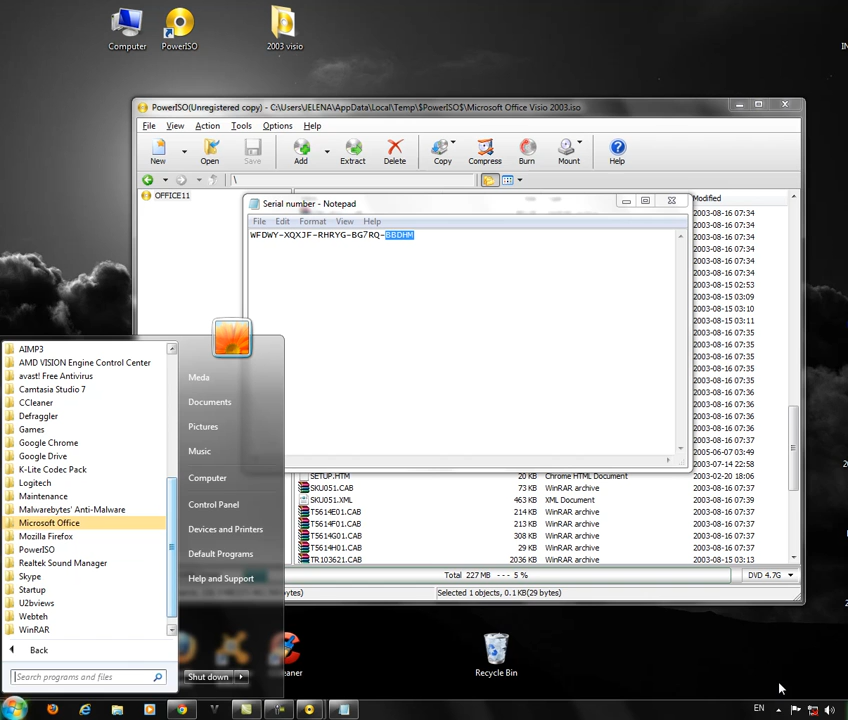 Computer
PowerISO
2003 visio
IN
PowerISO(Unregistered copy) - C:\Users\JELENA\AppData\Local\Temp\$PowerISO$\Microsoft Office Visio 2003.iso
File View Action Tools Options Help
New Open Save Add Extract Delete Copy Compress Burn Mount Help
\
OFFICE11
Modified
Serial number - Notepad
File Edit Format View Help
WFDWY-XQXJF-RHRYG-BG7RQ-BBDHM
2003-08-16 07:34
2003-08-16 07:34
2003-08-16 07:34
2003-08-16 07:34
2003-08-16 07:34
2003-08-16 07:34
2003-08-15 02:53
2003-08-15 03:09
2003-08-15 03:10
2003-08-15 03:11
2003-08-16 07:35
2003-08-16 07:35
2003-08-16 07:35
2003-08-16 07:35
2003-08-16 07:35
2003-08-16 07:36
2003-08-16 07:36
2003-08-16 07:36
2003-08-16 07:36
2003-08-16 07:37
2005-06-07 03:49
2003-07-14 22:58
SETUP.HTM 20 KB Chrome HTML Document 2003-02-20 18:06
SKU051.CAB 73 KB WinRAR archive 2003-08-16 07:37
SKU051.XML 463 KB XML Document 2003-08-16 07:37
T5614E01.CAB 214 KB WinRAR archive 2003-08-16 07:37
T5614F01.CAB 213 KB WinRAR archive 2003-08-16 07:37
T5614G01.CAB 308 KB WinRAR archive 2003-08-16 07:37
T5614H01.CAB 29 KB WinRAR archive 2003-08-16 07:37
TR103621.CAB 2036 KB WinRAR archive 2003-08-15 03:13
Total 227 MB --- 5 %
DVD 4.7G
Selected 1 objects, 0.1 KB(29 bytes)
AIMP3
AMD VISION Engine Control Center
avast! Free Antivirus
Camtasia Studio 7
CCleaner
Defraggler
Games
Google Chrome
Google Drive
K-Lite Codec Pack
Logitech
Maintenance
Malwarebytes' Anti-Malware
Microsoft Office
Mozilla Firefox
PowerISO
Realtek Sound Manager
Skype
Startup
U2bviews
Webteh
WinRAR
Back
Search programs and files
Meda
Documents
Pictures
Music
Computer
Control Panel
Devices and Printers
Default Programs
Help and Support
Shut down
Recycle Bin
EN